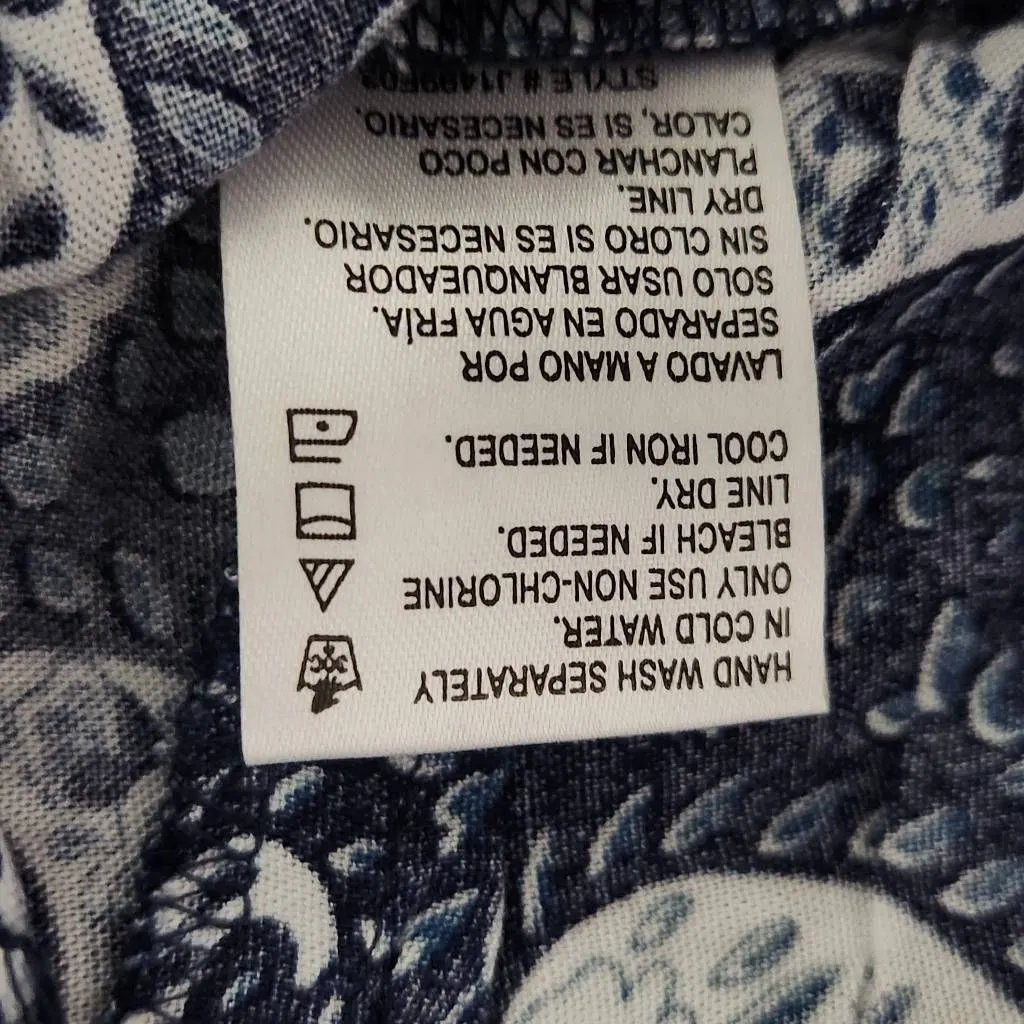 HAND WASH SEPARATELY
IN COLD WATER.
ONLY USE NON-CHLORINE
BLEACH IF NEEDED.
LINE DRY.
COOL IRON IF NEEDED.
LAVADO A MANO POR
SEPARADO EN AGUA FRÍA.
SOLO USAR BLANQUEADOR
SIN CLORO SI ES NECESARIO.
DRY LINE.
PLANCHAR CON POCO
CALOR, SI ES NECESARIO.
STYLE #